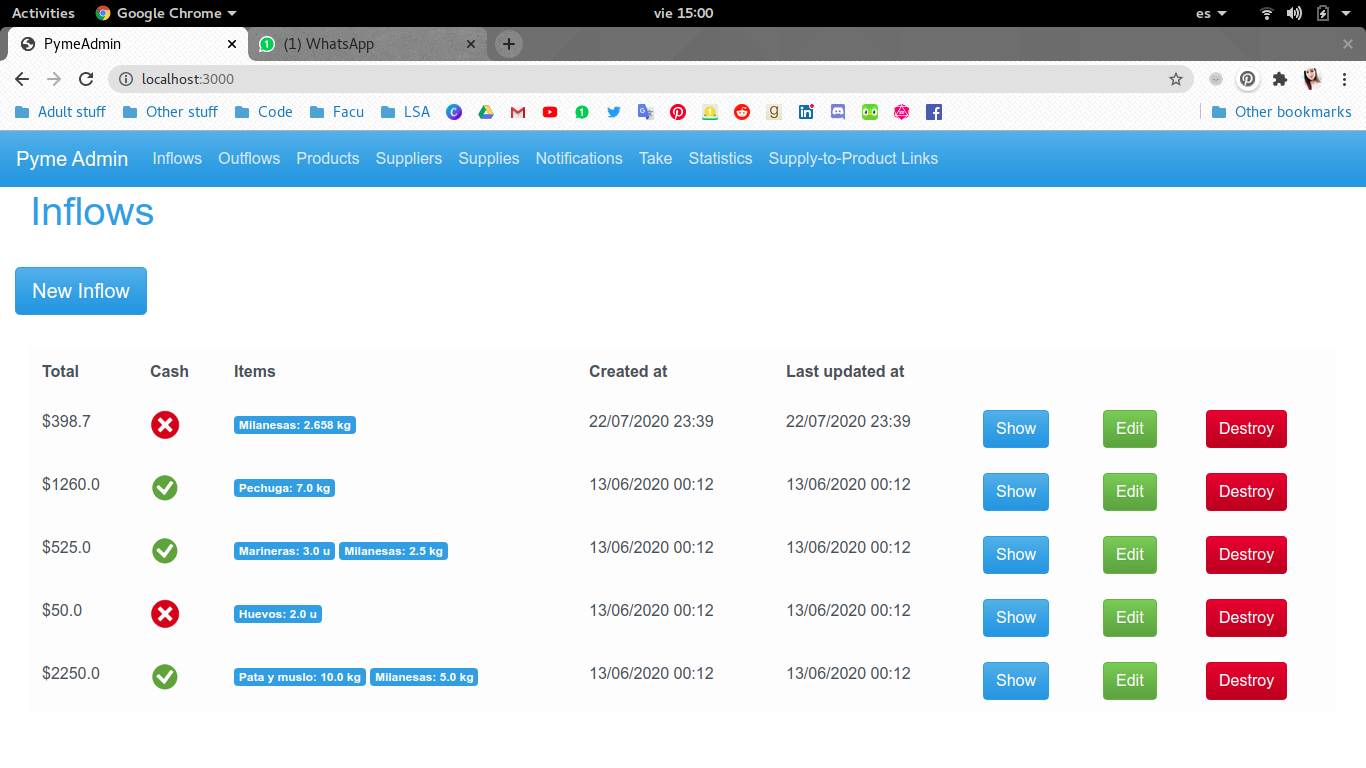 Activities Google Chrome vie 15:00 es
PymeAdmin (1) WhatsApp
localhost:3000
Adult stuff Other stuff Code Facu LSA Other bookmarks
Pyme Admin Inflows Outflows Products Suppliers Supplies Notifications Take Statistics Supply-to-Product Links
Inflows
New Inflow
Total Cash Items Created at Last updated at
$398.7 Milanesas: 2.658 kg 22/07/2020 23:39 22/07/2020 23:39 Show Edit Destroy
$1260.0 Pechuga: 7.0 kg 13/06/2020 00:12 13/06/2020 00:12 Show Edit Destroy
$525.0 Marineras: 3.0 u Milanesas: 2.5 kg 13/06/2020 00:12 13/06/2020 00:12 Show Edit Destroy
$50.0 Huevos: 2.0 u 13/06/2020 00:12 13/06/2020 00:12 Show Edit Destroy
$2250.0 Pata y muslo: 10.0 kg Milanesas: 5.0 kg 13/06/2020 00:12 13/06/2020 00:12 Show Edit Destroy